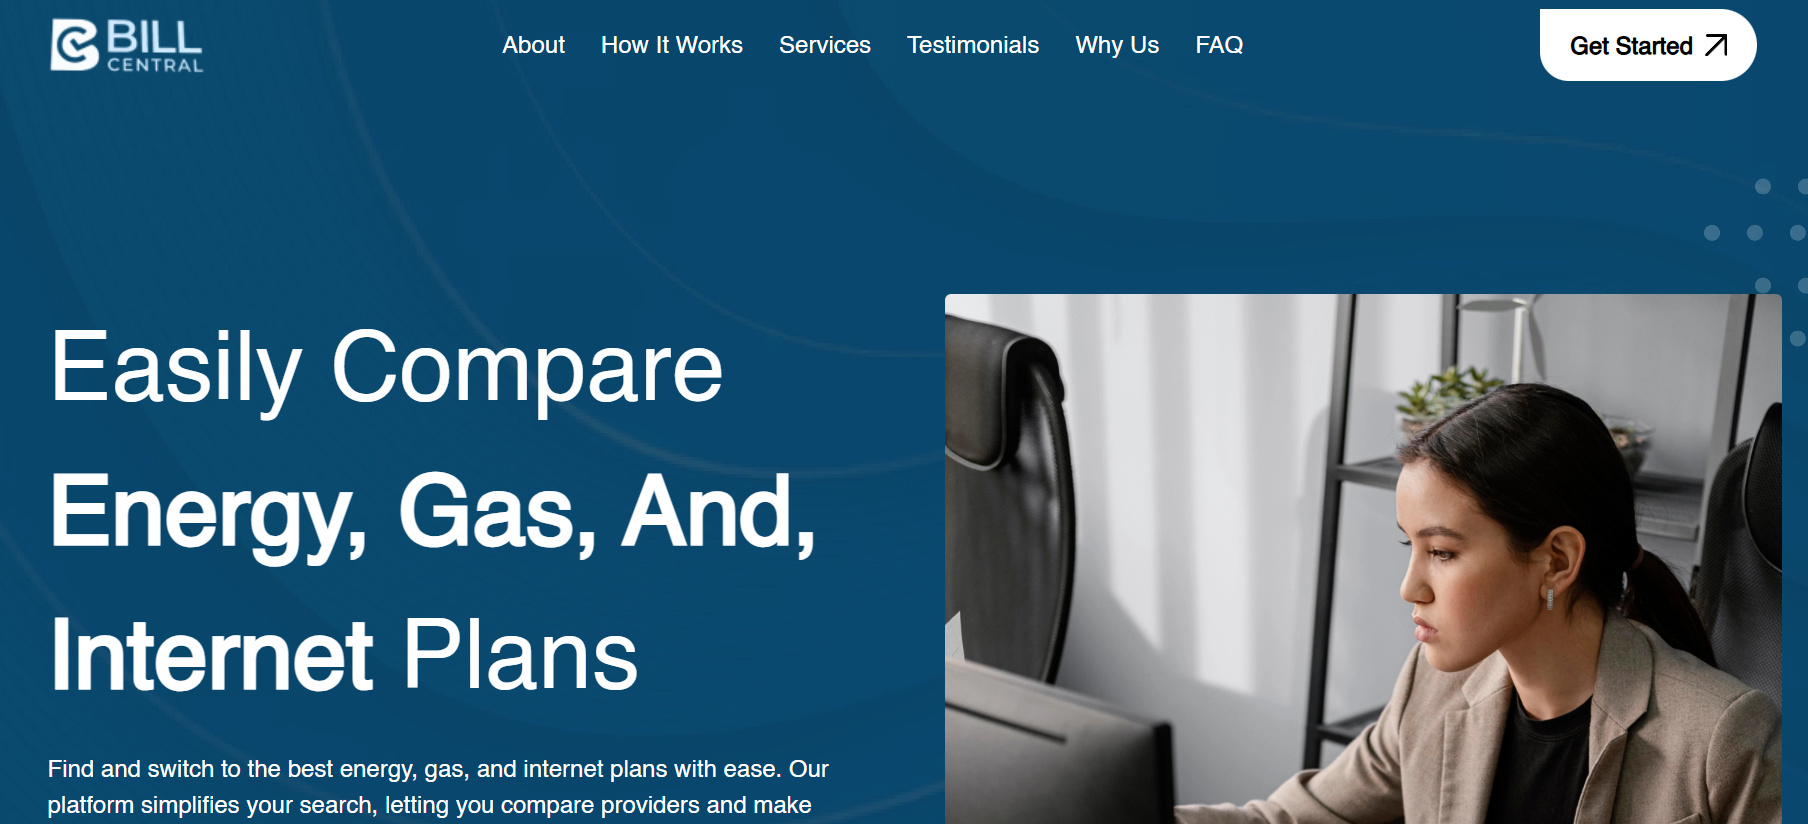 BILL
CENTRAL
About
How It Works
Services
Testimonials
Why Us
FAQ
Get Started
Easily Compare
Energy, Gas, And,
Internet Plans
Find and switch to the best energy, gas, and internet plans with ease. Our
platform simplifies your search, letting you compare providers and make